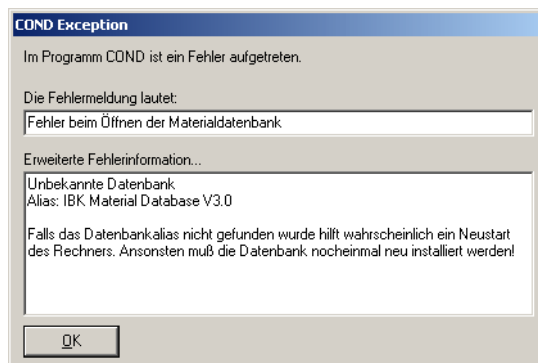 COND Exception
Im Programm COND ist ein Fehler aufgetreten.
Die Fehlermeldung lautet:
Fehler beim Öffnen der Materialdatenbank
Erweiterte Fehlerinformation...
Unbekannte Datenbank
Alias: IBK Material Database V3.0
Falls das Datenbankalias nicht gefunden wurde hilft wahrscheinlich ein Neustart
des Rechners. Ansonsten muß die Datenbank nocheinmal neu installiert werden!
OK